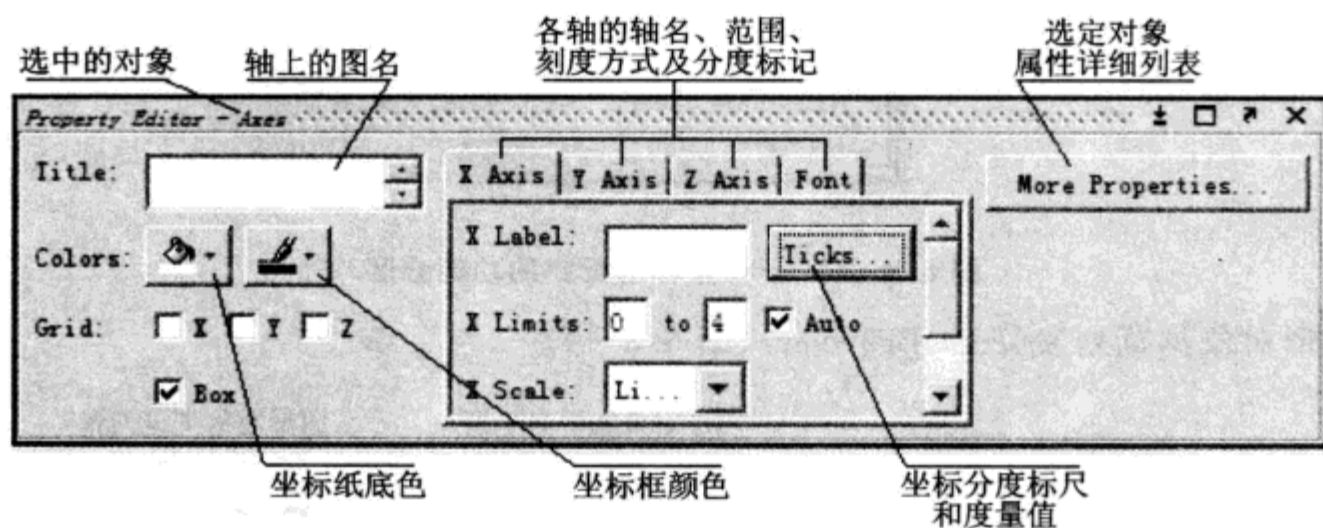 各轴的轴名、范围、
选定对象
选中的对象
轴上的图名
刻度方式及分度标记
属性详细列表
Property Editor - Axes
Title:
X Axis
Y Axis
Z Axis
Font
More Properties...
X Label:
Ticks...
Colors:
Grid:
X
Y
Z
X Limits:
0
to
4
Auto
Box
X Scale:
Li...
坐标纸底色
坐标框颜色
坐标分度标尺
和度量值